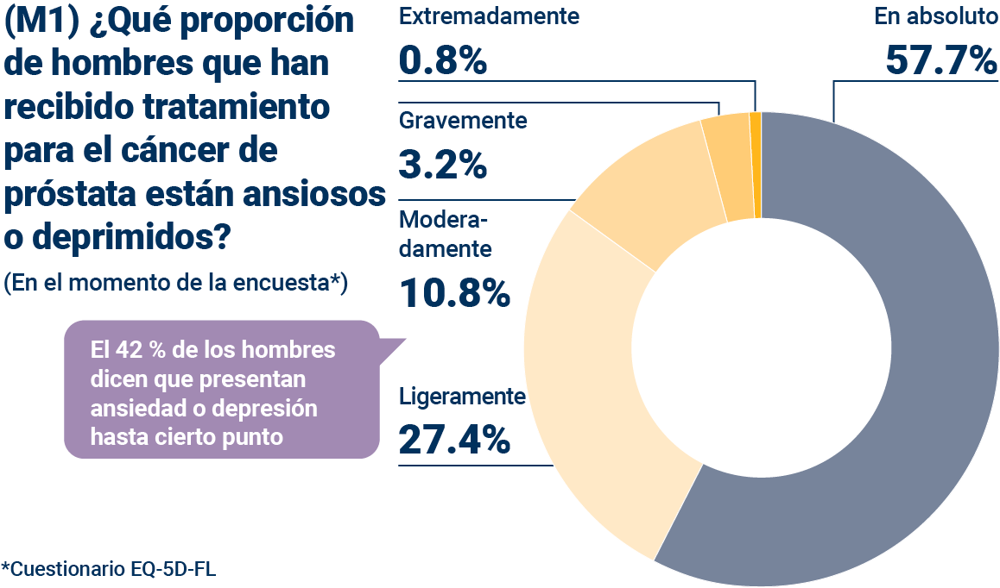 (M1) ¿Qué proporción
de hombres que han
recibido tratamiento
para el cáncer de
próstata están ansiosos
o deprimidos?
(En el momento de la encuesta*)
El 42 % de los hombres
dicen que presentan
ansiedad o depresión
hasta cierto punto
Extremadamente
0.8%
Gravemente
3.2%
Modera-
damente
10.8%
Ligeramente
27.4%
En absoluto
57.7%
*Cuestionario EQ-5D-FL